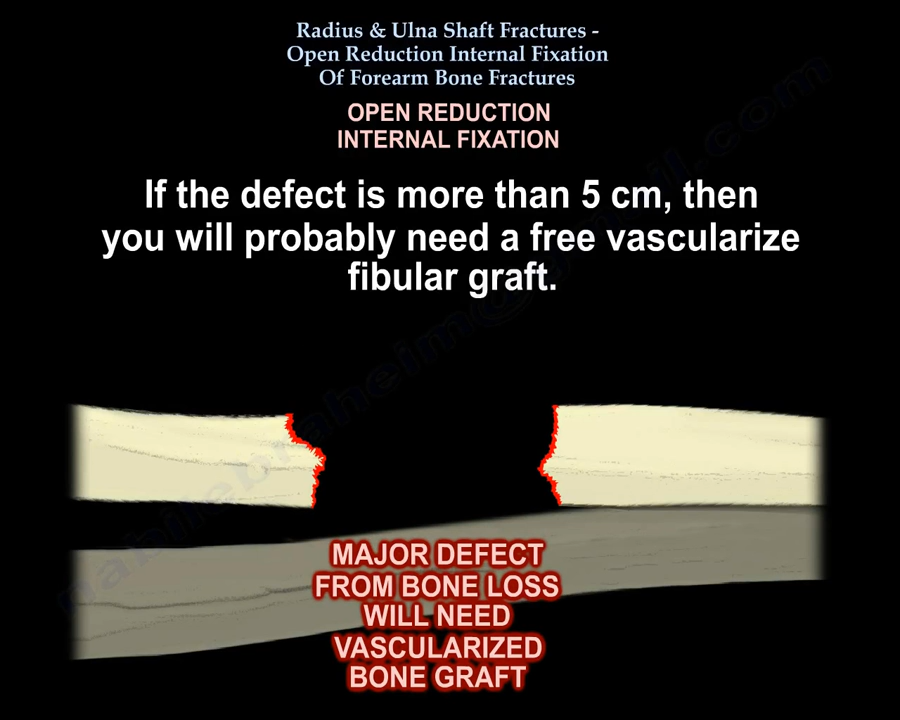 Radius & Ulna Shaft Fractures -
Open Reduction Internal Fixation
Of Forearm Bone Fractures
OPEN REDUCTION
INTERNAL FIXATION
If the defect is more than 5 cm, then
you will probably need a free vascularize
fibular graft.
MAJOR DEFECT
FROM BONE LOSS
WILL NEED
VASCULARIZED
BONE GRAFT